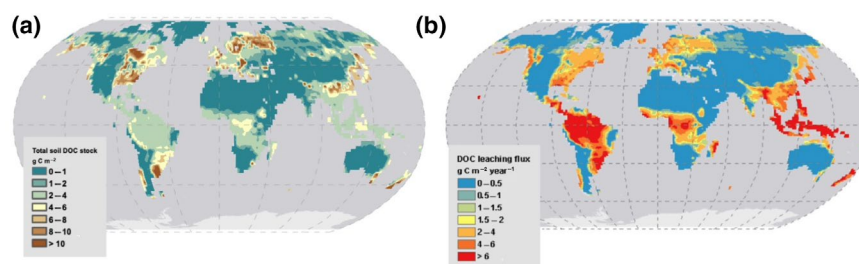 (a)
Total soil DOC stock
g C m⁻²
0 – 1
1 – 2
2 – 4
4 – 6
6 – 8
8 – 10
> 10
(b)
DOC leaching flux
g C m⁻² year⁻¹
0 – 0.5
0.5 – 1
1 – 1.5
1.5 – 2
2 – 4
4 – 6
> 6